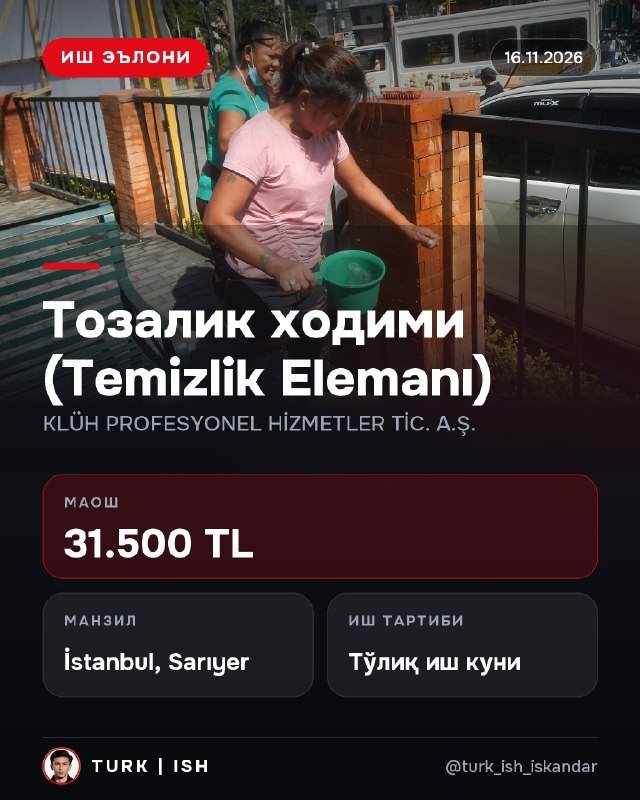 ИШ ЭЪЛОНИ
16.11.2026
Тозалик ходими
(Temizlik Elemanı)
KLÜH PROFESYONEL HİZMETLER TİC. A.Ş.
МАОШ
31.500 TL
МАНЗИЛ
İstanbul, Sarıyer
ИШ ТАРТИБИ
Тўлиқ иш куни
TURK | ISH
@turk_ish_iskandar